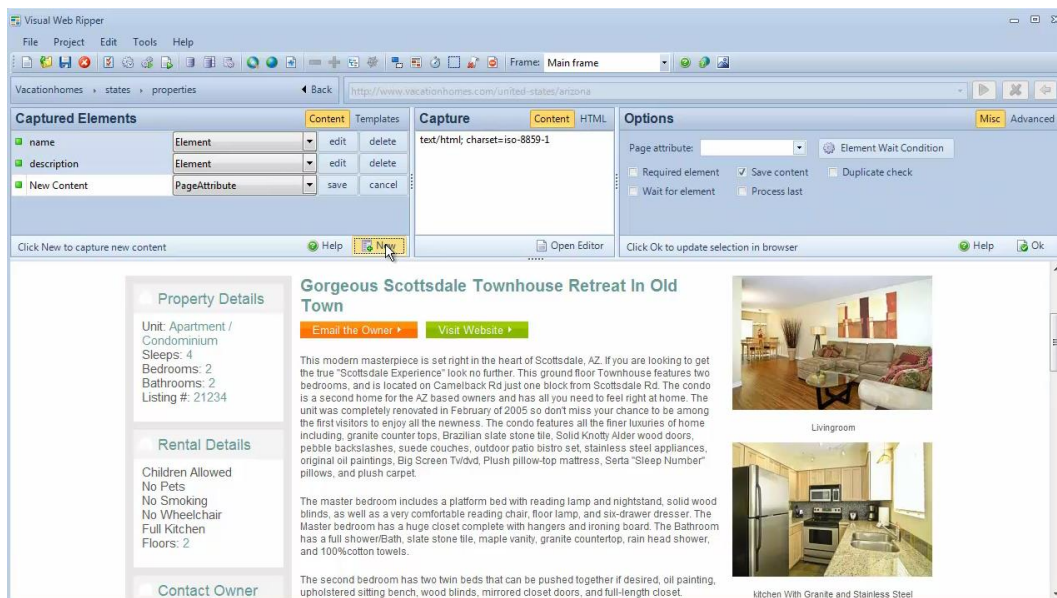 Visual Web Ripper
File Project Edit Tools Help
Frame: Main frame
Vacationhomes states properties Back http://www.vacationhomes.com/united-states/arizona
Captured Elements Content Templates
name Element edit delete
description Element edit delete
New Content PageAttribute save cancel
Click New to capture new content Help New
Capture Content HTML
text/html; charset=iso-8859-1
Open Editor
Options Misc Advanced
Page attribute: Element Wait Condition
Required element Save content Duplicate check
Wait for element Process last
Click Ok to update selection in browser Help Ok
Property Details
Unit: Apartment /
Condominium
Sleeps: 4
Bedrooms: 2
Bathrooms: 2
Listing #: 21234
Rental Details
Children Allowed
No Pets
No Smoking
No Wheelchair
Full Kitchen
Floors: 2
Contact Owner
Gorgeous Scottsdale Townhouse Retreat In Old
Town
Email the Owner Visit Website
This modern masterpiece is set right in the heart of Scottsdale, AZ. If you are looking to get
the true "Scottsdale Experience" look no further. This ground floor Townhouse features two
bedrooms, and is located on Camelback Rd just one block from Scottsdale Rd. The condo
is a second home for the AZ based owners and has all you need to feel right at home. The
unit was completely renovated in February of 2005 so don't miss your chance to be among
the first visitors to enjoy all the newness. The condo features all the finer luxuries of home
including, granite counter tops, Brazilian slate stone tile, Solid Knotty Alder wood doors,
pebble backslashes, suede couches, outdoor patio bistro set, stainless steel appliances,
original oil paintings, Big Screen Tv/dvd, Plush pillow-top mattress, Serta "Sleep Number"
pillows, and plush carpet.
The master bedroom includes a platform bed with reading lamp and nightstand, solid wood
blinds, as well as a very comfortable reading chair, floor lamp, and six-drawer dresser. The
Master bedroom has a huge closet complete with hangers and ironing board. The Bathroom
has a full shower/Bath, slate stone tile, maple vanity, granite countertop, rain head shower,
and 100%cotton towels.
The second bedroom has two twin beds that can be pushed together if desired, oil painting,
upholstered sitting bench, wood blinds, mirrored closet doors, and full-length closet.
Livingroom
kitchen With Granite and Stainless Steel